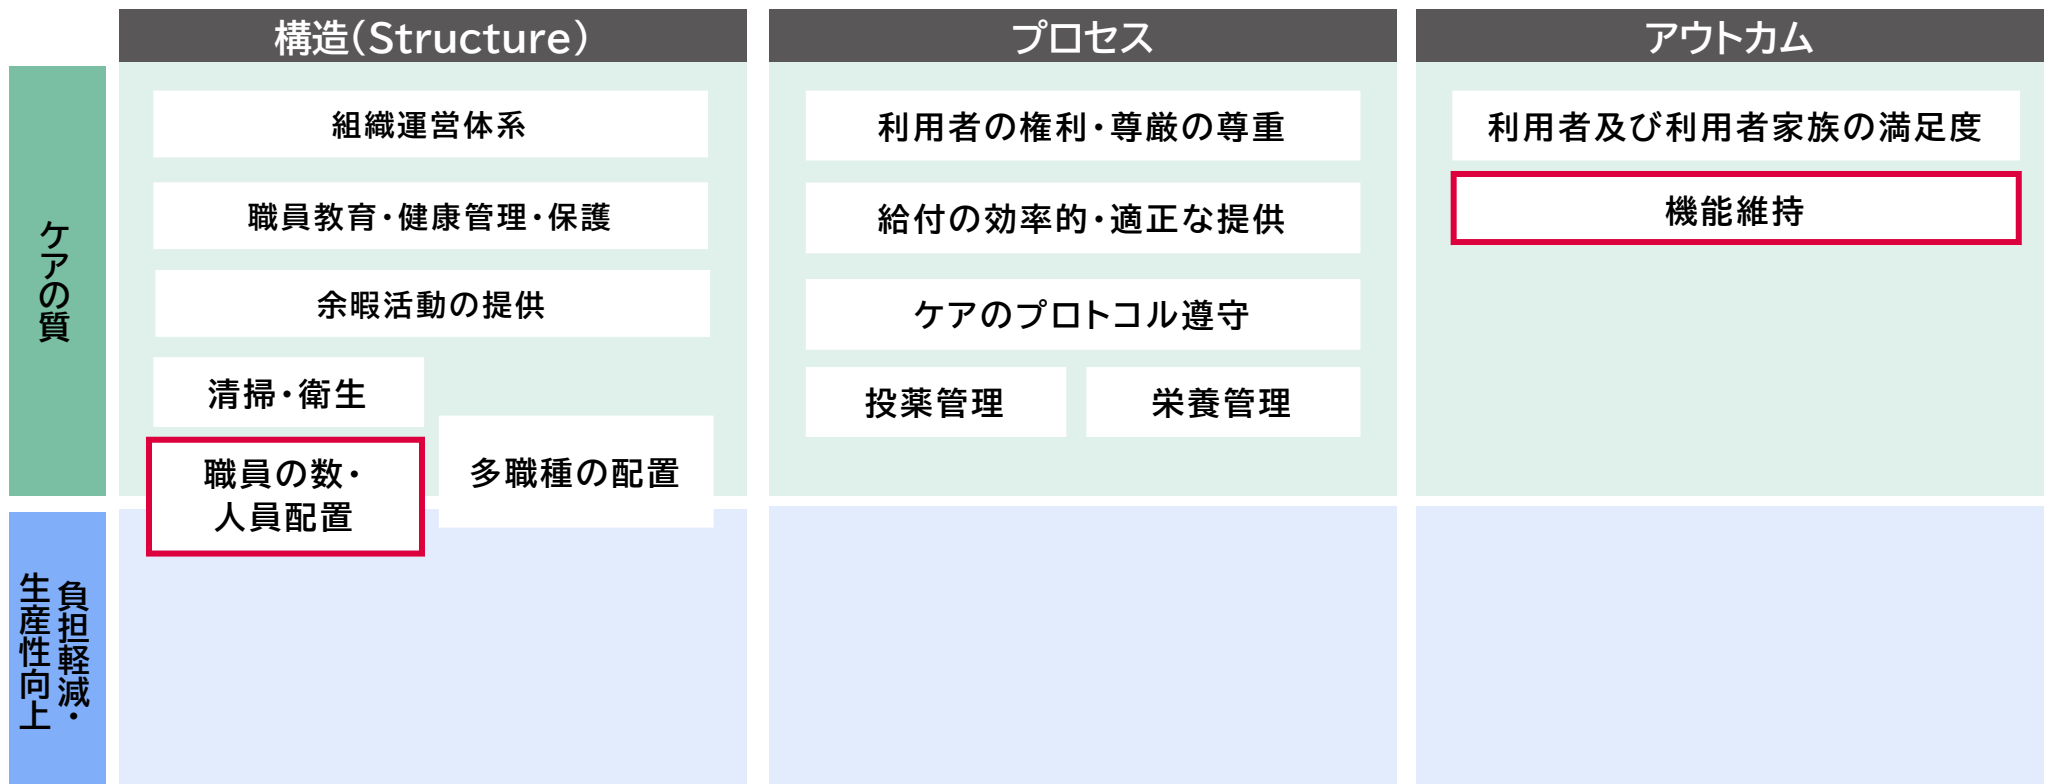 構造(Structure)
プロセス
アウトカム
ケアの質
組織運営体系
職員教育・健康管理・保護
余暇活動の提供
清掃・衛生
職員の数・
人員配置
多職種の配置
利用者の権利・尊厳の尊重
給付の効率的・適正な提供
ケアのプロトコル遵守
投薬管理
栄養管理
利用者及び利用者家族の満足度
機能維持
負担軽減・
生産性向上